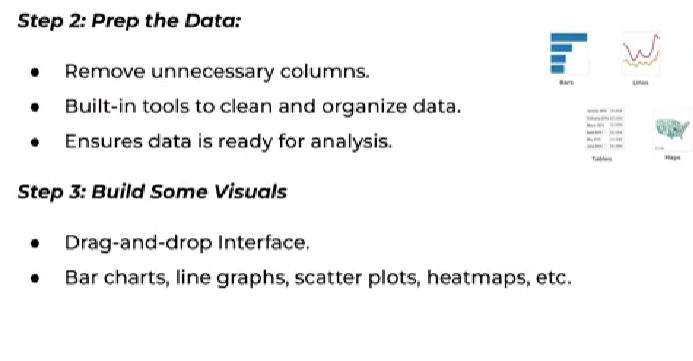 Step 2: Prep the Data:
● Remove unnecessary columns.
● Built-in tools to clean and organize data.
● Ensures data is ready for analysis.
Step 3: Build Some Visuals
● Drag-and-drop Interface.
● Bar charts, line graphs, scatter plots, heatmaps, etc.
Bars
Lines
Tables
Maps